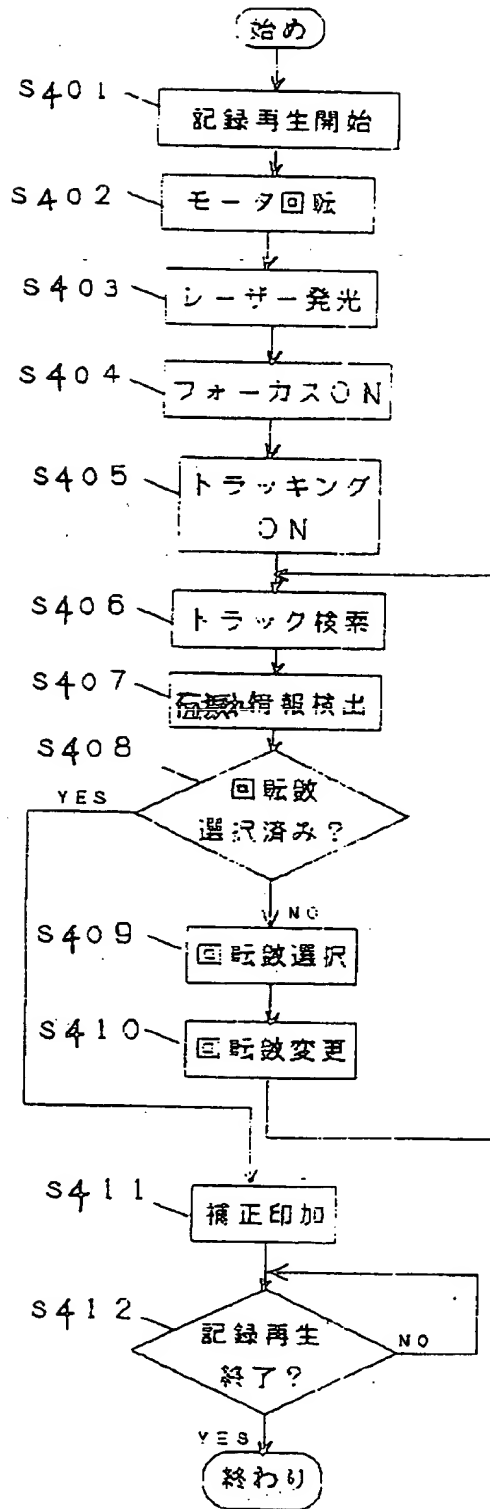 始め
S401
記録再生開始
S402
モータ回転
S403
レーザー発光
S404
フォーカスON
S405
トラッキング
ON
S406
トラック検索
S407
情報検出
S408
回転数
選択済み?
YES
NO
S409
回転数選択
S410
回転数変更
S411
補正印加
S412
記録再生
終了?
NO
YES
終わり